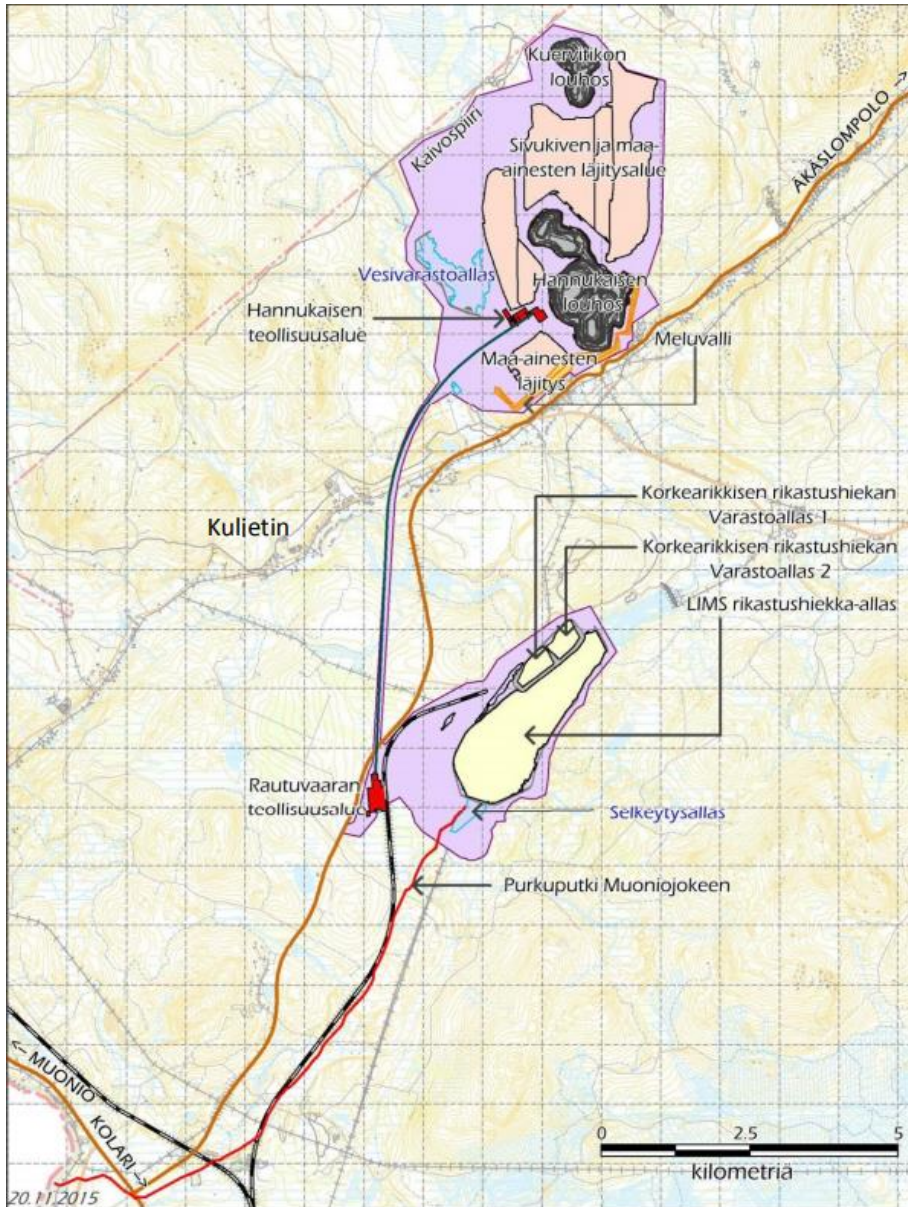 Kuervitikon
louhos
Kaivospiiri
ÄKÄSLOMPOLO ->
Sivukiven ja maa-
ainesten läjitysalue
Vesivarastoallas
Hannukaisen
louhos
Hannukaisen
teollisuusalue
Meluvalli
Maa-ainesten
läjitys
Korkearikkisen rikastushiekan
Varastoallas 1
Kuljetin
Korkearikkisen rikastushiekan
Varastoallas 2
LIMS rikastushiekka-allas
Rautuvaaran
teollisuusalue
Selkeytysallas
Purkuputki Muoniojokeen
<- MUONIO
KOLARI ->
0 2.5 5
kilometriä
20.11.2015